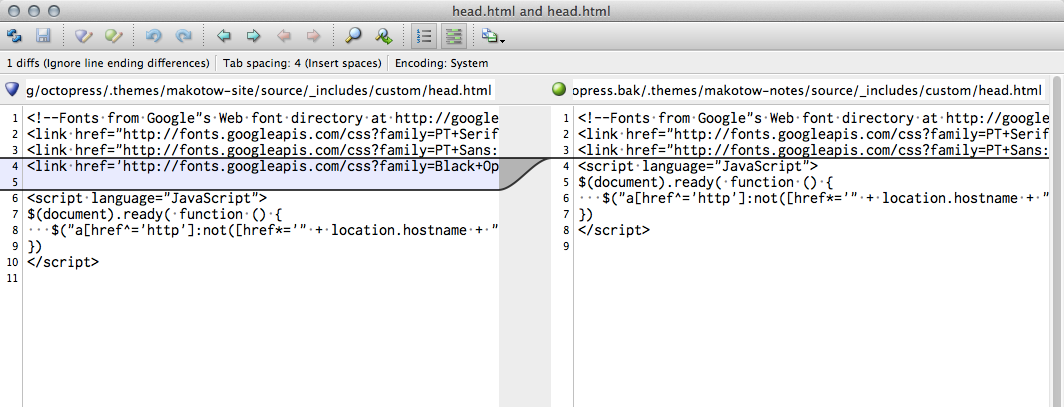 head.html and head.html
1 diffs (Ignore line ending differences) Tab spacing: 4 (Insert spaces) Encoding: System
g/octopress/.themes/makotow-site/source/_includes/custom/head.html
1 <!--Fonts·from·Google"s·Web·font·directory·at·http://google
2 <link·href="http://fonts.googleapis.com/css?family=PT+Serif
3 <link·href="http://fonts.googleapis.com/css?family=PT+Sans:
4 <link·href='http://fonts.googleapis.com/css?family=Black+Op
5
6 <script·language="JavaScript">
7 $(document).ready(·function·()·{
8 ···$("a[href^='http']:not([href*='"·+·location.hostname·+·"
9 })
10 </script>
11
opress.bak/.themes/makotow-notes/source/_includes/custom/head.html
1 <!--Fonts·from·Google"s·Web·font·directory·at·http://google
2 <link·href="http://fonts.googleapis.com/css?family=PT+Serif
3 <link·href="http://fonts.googleapis.com/css?family=PT+Sans:
4 <script·language="JavaScript">
5 $(document).ready(·function·()·{
6 ···$("a[href^='http']:not([href*='"·+·location.hostname·+·"
7 })
8 </script>
9